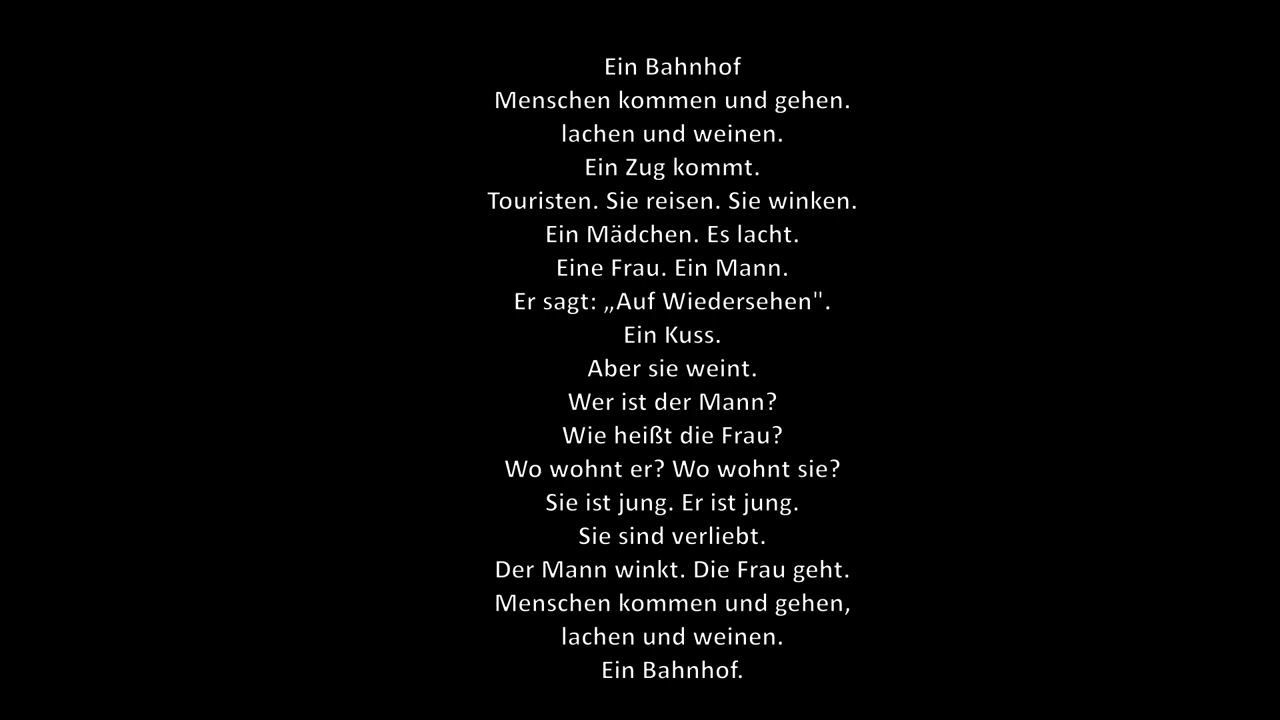 Ein Bahnhof
Menschen kommen und gehen.
lachen und weinen.
Ein Zug kommt.
Touristen. Sie reisen. Sie winken.
Ein Mädchen. Es lacht.
Eine Frau. Ein Mann.
Er sagt: „Auf Wiedersehen".
Ein Kuss.
Aber sie weint.
Wer ist der Mann?
Wie heißt die Frau?
Wo wohnt er? Wo wohnt sie?
Sie ist jung. Er ist jung.
Sie sind verliebt.
Der Mann winkt. Die Frau geht.
Menschen kommen und gehen,
lachen und weinen.
Ein Bahnhof.